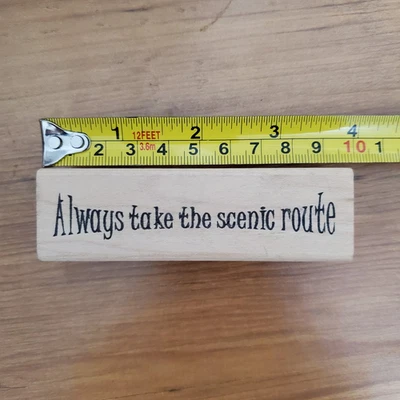 1 12FEET 2 3 4
2 3 3.6m 4 5 6 7 8 9 10 1
Always take the scenic route